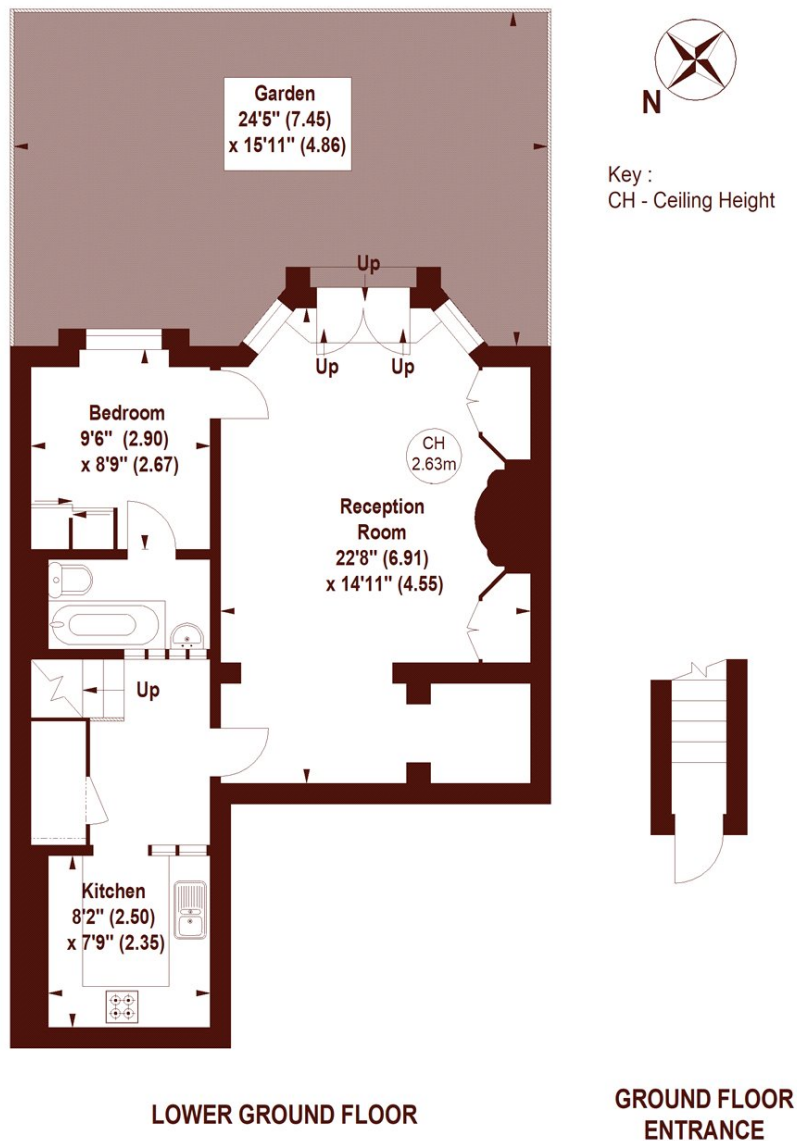 Garden
24'5" (7.45)
x 15'11" (4.86)
N
Key :
CH - Ceiling Height
Up
Up
Up
Bedroom
9'6" (2.90)
x 8'9" (2.67)
CH
2.63m
Reception
Room
22'8" (6.91)
x 14'11" (4.55)
Up
Kitchen
8'2" (2.50)
x 7'9" (2.35)
LOWER GROUND FLOOR
GROUND FLOOR
ENTRANCE